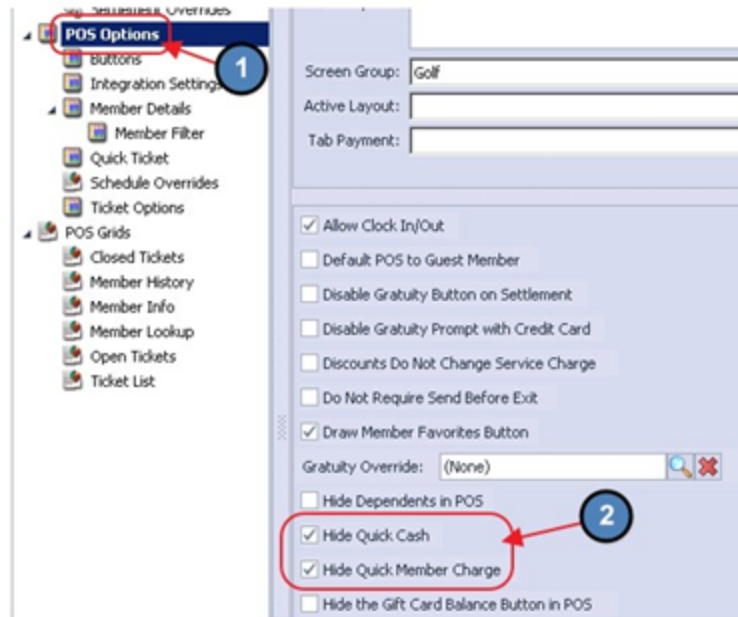 Settlement Overrides
POS Options
Buttons
Integration Settings
Member Details
Member Filter
Quick Ticket
Schedule Overrides
Ticket Options
POS Grids
Closed Tickets
Member History
Member Info
Member Lookup
Open Tickets
Ticket List
1
Screen Group: Golf
Active Layout:
Tab Payment:
Allow Clock In/Out
Default POS to Guest Member
Disable Gratuity Button on Settlement
Disable Gratuity Prompt with Credit Card
Discounts Do Not Change Service Charge
Do Not Require Send Before Exit
Draw Member Favorites Button
Gratuity Override: (None)
Hide Dependents in POS
2
Hide Quick Cash
Hide Quick Member Charge
Hide the Gift Card Balance Button in POS